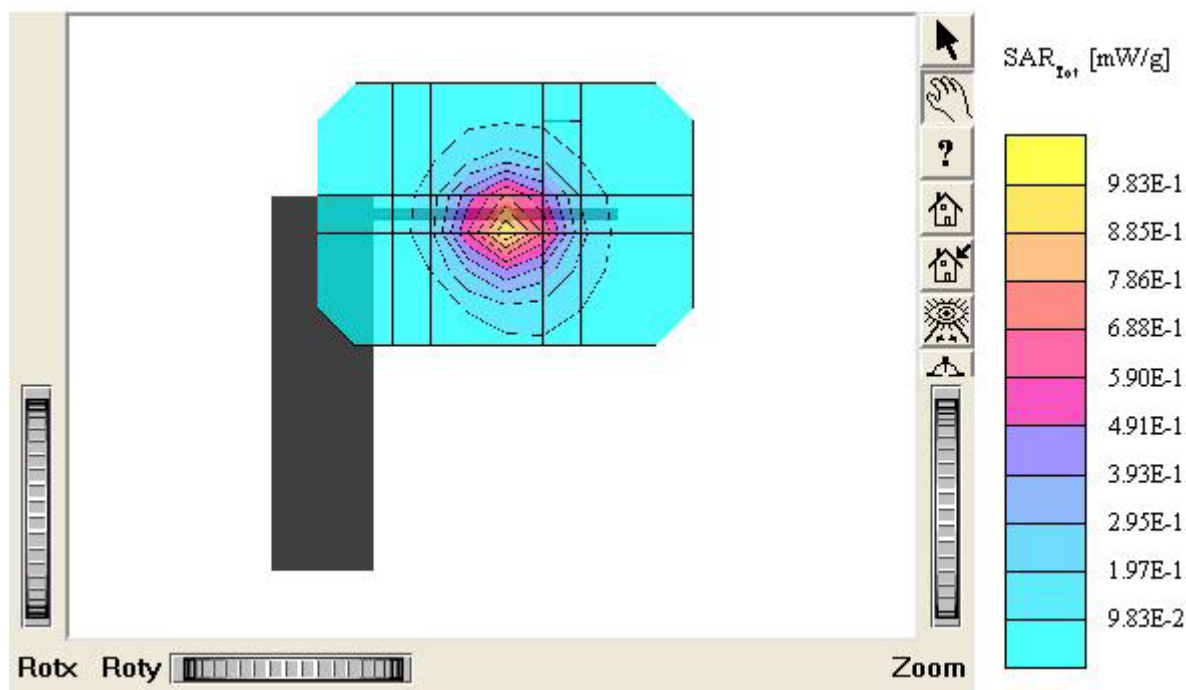 SAR_Tot [mW/g]
?
9.83E-1
8.85E-1
7.86E-1
6.88E-1
5.90E-1
4.91E-1
3.93E-1
2.95E-1
1.97E-1
9.83E-2
Rotx Roty Zoom